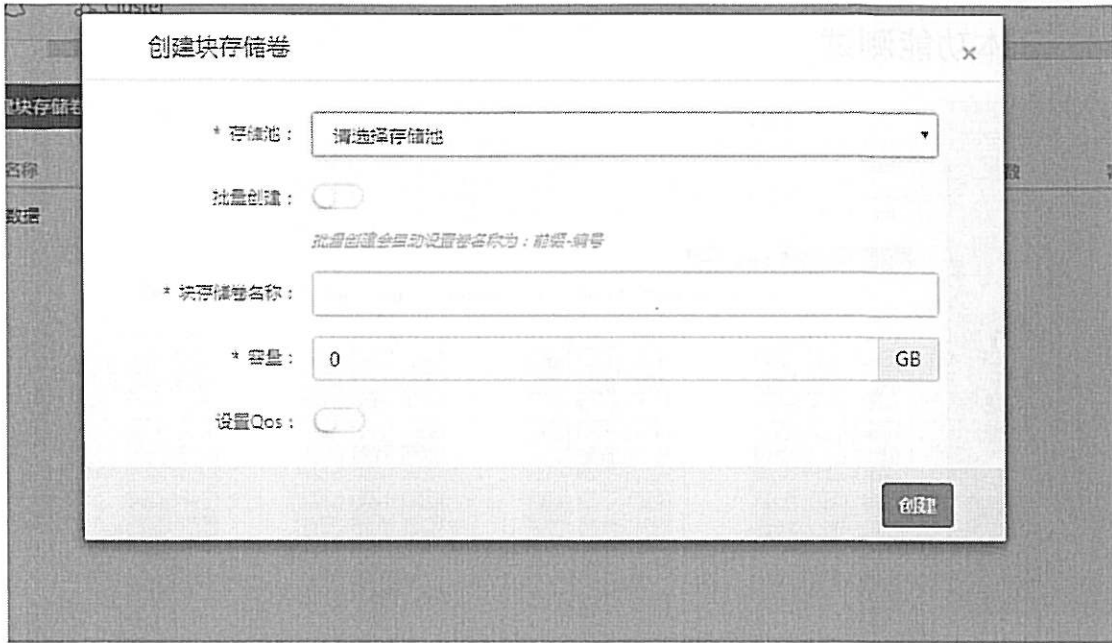 Cluster
创建块存储卷
×
建块存储卷
* 存储池：
请选择存储池
名称
数
批量创建：
数据
批量创建会自动设置卷名称为：前缀-编号
* 块存储卷名称：
* 容量：
0
GB
设置Qos：
创建